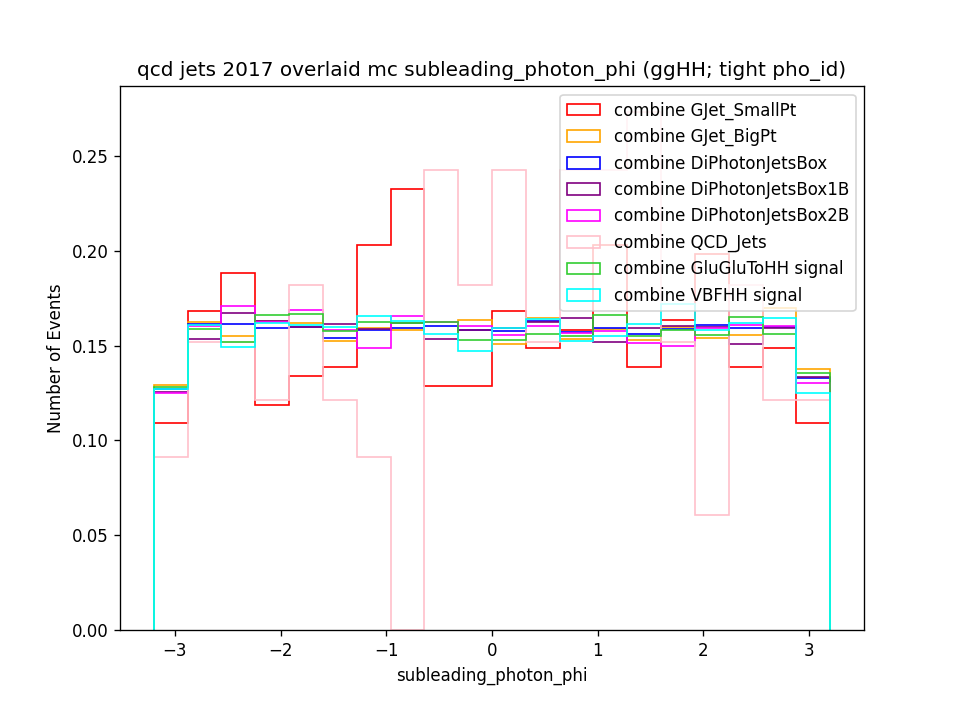 qcd jets 2017 overlaid mc subleading_photon_phi (ggHH; tight pho_id)
combine GJet_SmallPt
combine GJet_BigPt
combine DiPhotonJetsBox
combine DiPhotonJetsBox1B
combine DiPhotonJetsBox2B
combine QCD_Jets
combine GluGluToHH signal
combine VBFHH signal
0.25
0.20
0.15
0.10
0.05
0.00
Number of Events
−3 −2 −1 0 1 2 3
subleading_photon_phi